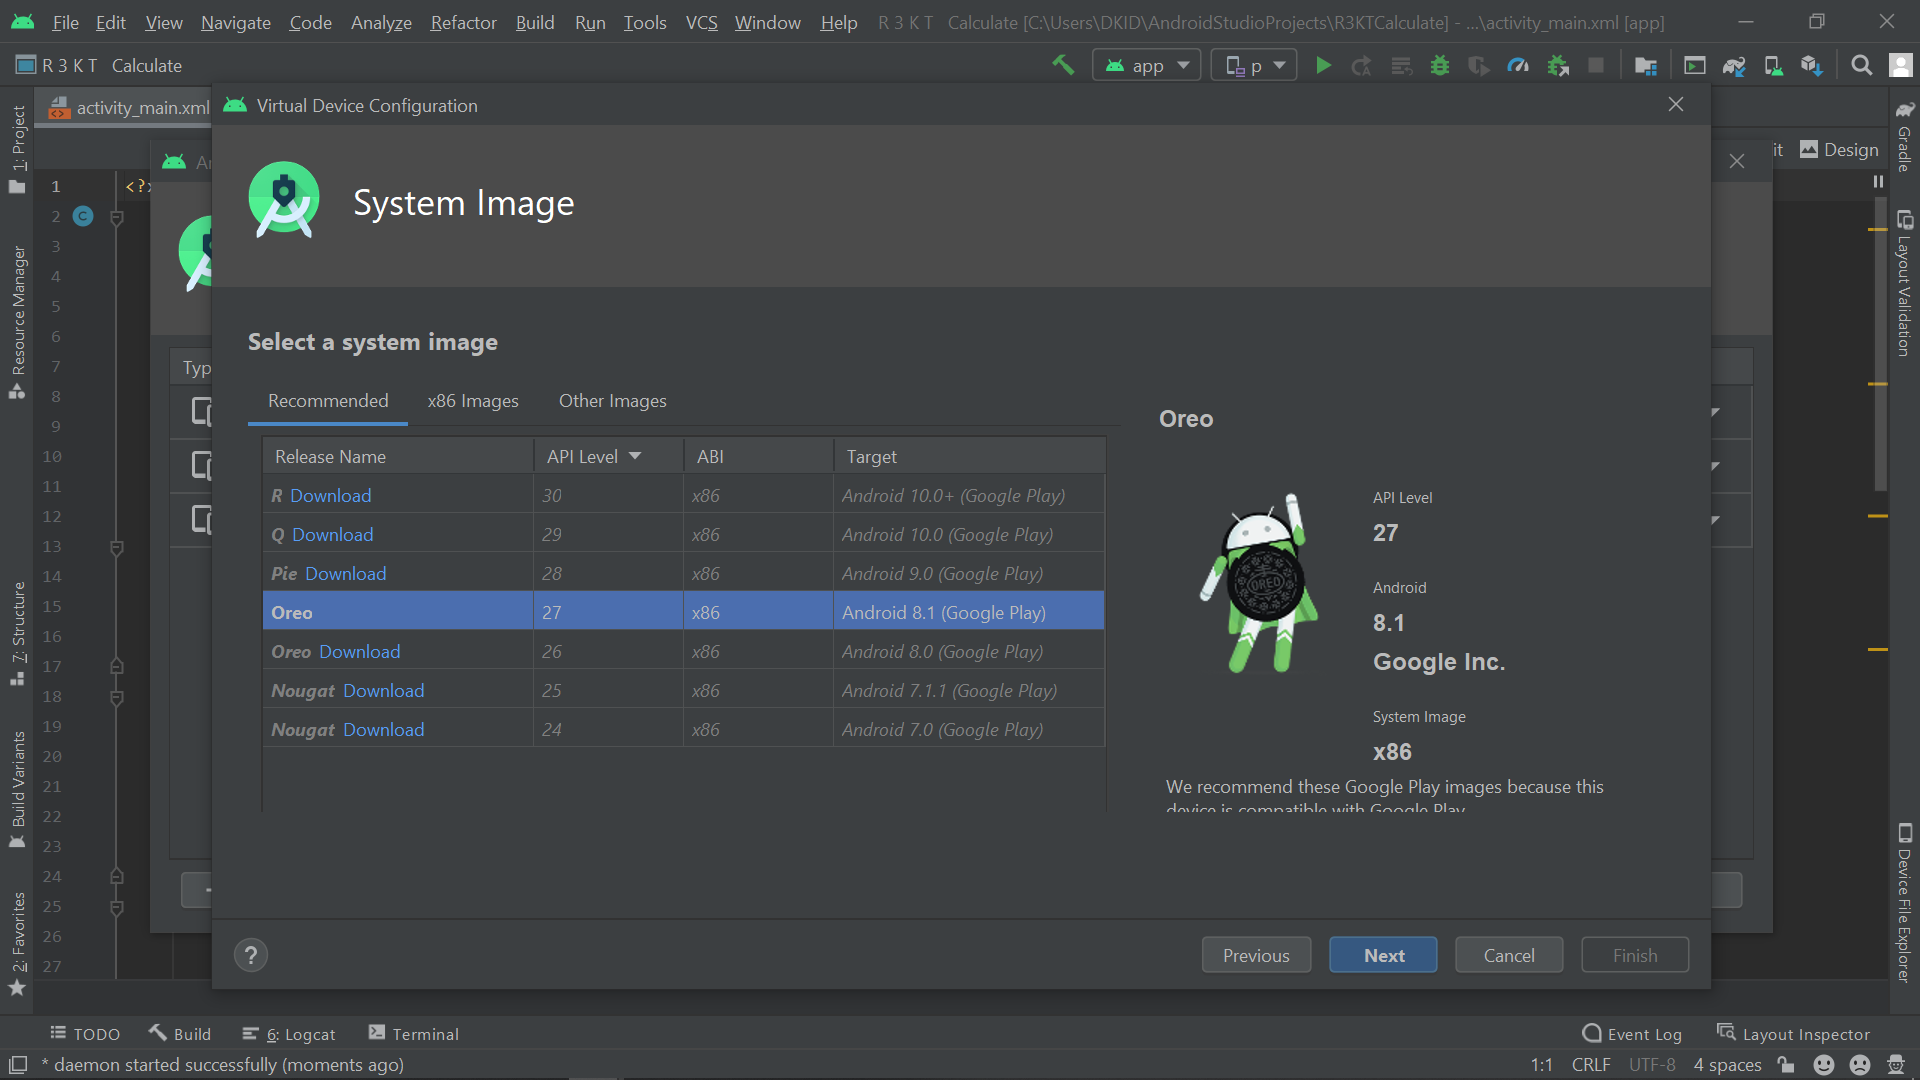 File Edit View Navigate Code Analyze Refactor Build Run Tools VCS Window Help R 3 K T Calculate [C:\Users\DKID\AndroidStudioProjects\R3KTCalculate] - ...\activity_main.xml [app]
R 3 K T Calculate
app
p
activity_main.xml
Virtual Device Configuration
Design
System Image
Select a system image
Recommended x86 Images Other Images
Release Name API Level ABI Target
R Download 30 x86 Android 10.0+ (Google Play)
Q Download 29 x86 Android 10.0 (Google Play)
Pie Download 28 x86 Android 9.0 (Google Play)
Oreo 27 x86 Android 8.1 (Google Play)
Oreo Download 26 x86 Android 8.0 (Google Play)
Nougat Download 25 x86 Android 7.1.1 (Google Play)
Nougat Download 24 x86 Android 7.0 (Google Play)
Oreo
OREO
API Level
27
Android
8.1
Google Inc.
System Image
x86
We recommend these Google Play images because this
device is compatible with Google Play
? Previous Next Cancel Finish
1: Project
Resource Manager
7: Structure
Build Variants
2: Favorites
1
2
3
4
5
6
7
8
9
10
11
12
13
14
15
16
17
18
19
20
21
22
23
24
25
26
27
<?
C
Gradle
Layout Validation
Device File Explorer
TODO Build 6: Logcat Terminal Event Log Layout Inspector
* daemon started successfully (moments ago) 1:1 CRLF UTF-8 4 spaces